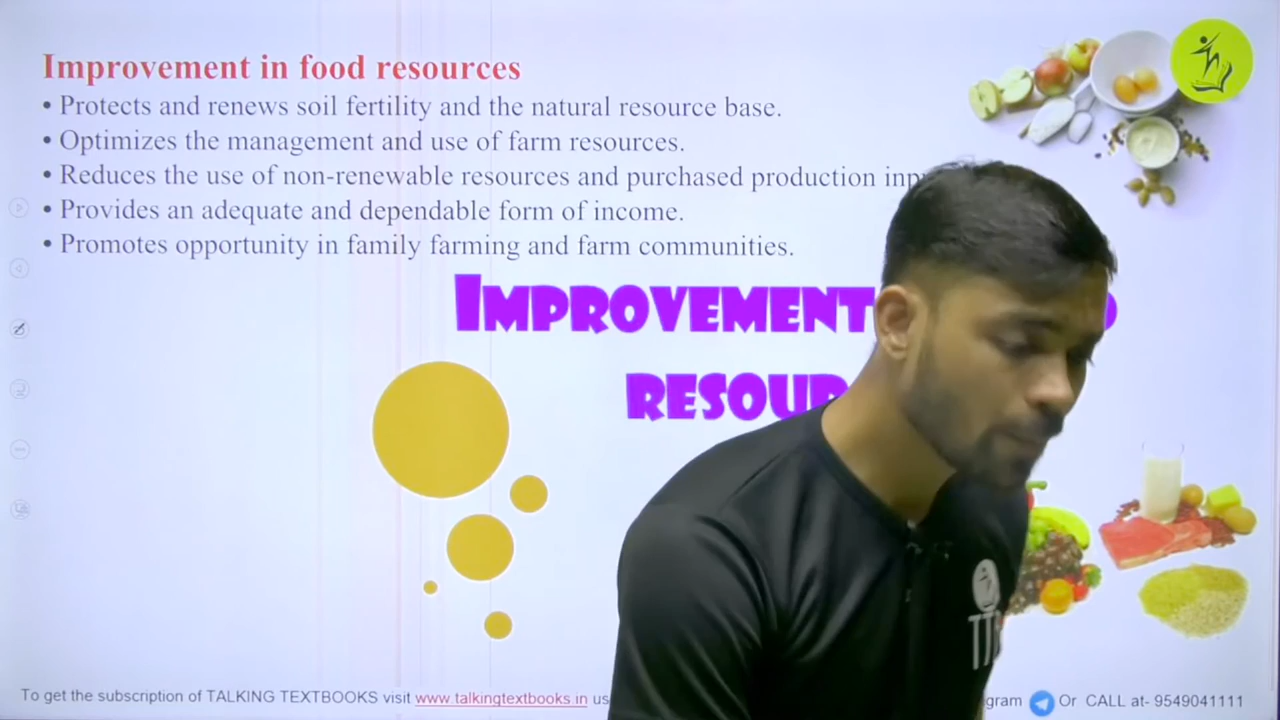 Improvement in food resources
• Protects and renews soil fertility and the natural resource base.
• Optimizes the management and use of farm resources.
• Reduces the use of non-renewable resources and purchased production
• Provides an adequate and dependable form of income.
• Promotes opportunity in family farming and farm communities.
IMPROVEMENT
To get the subscription of TALKING TEXTBOOKS visit www.talkingtextbooks.in
Or CALL at- 9549041111